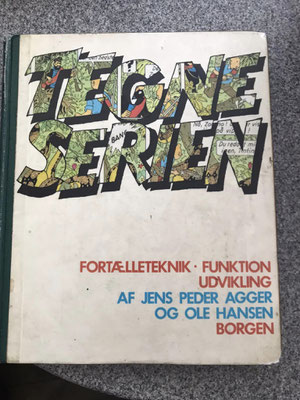 TEGNE
SERIEN
FORTÆLLETEKNIK · FUNKTION
UDVIKLING
AF JENS PEDER AGGER
OG OLE HANSEN
BORGEN